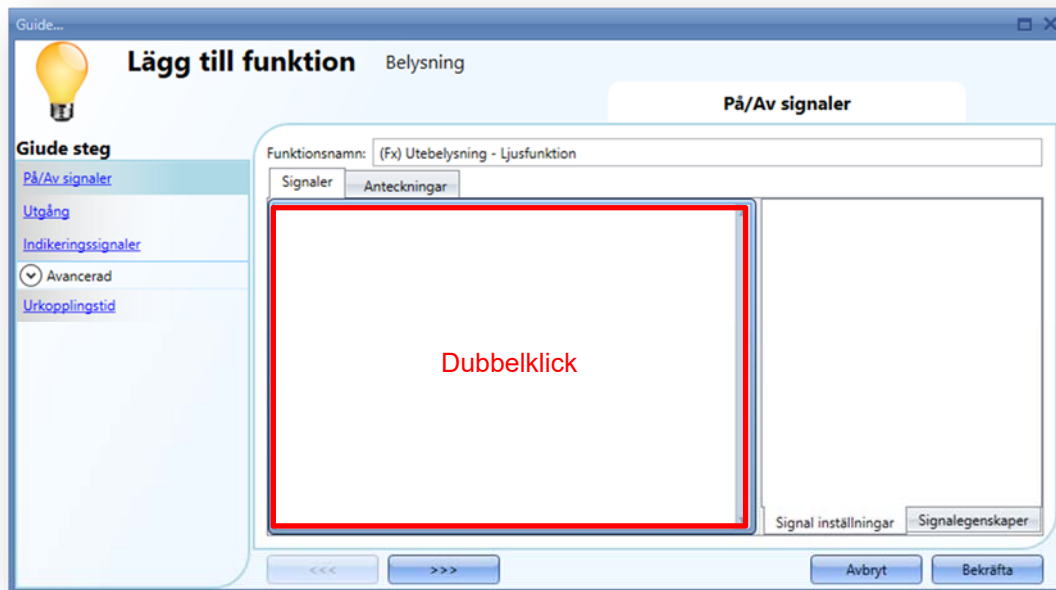 Guide...
Lägg till funktion Belysning
På/Av signaler
Giude steg
På/Av signaler
Utgång
Indikeringssignaler
Avancerad
Urkopplingstid
Funktionsnamn: (Fx) Utebelysning - Ljusfunktion
Signaler Anteckningar
Dubbelklick
Signal inställningar Signalegenskaper
<<< >>> Avbryt Bekräfta